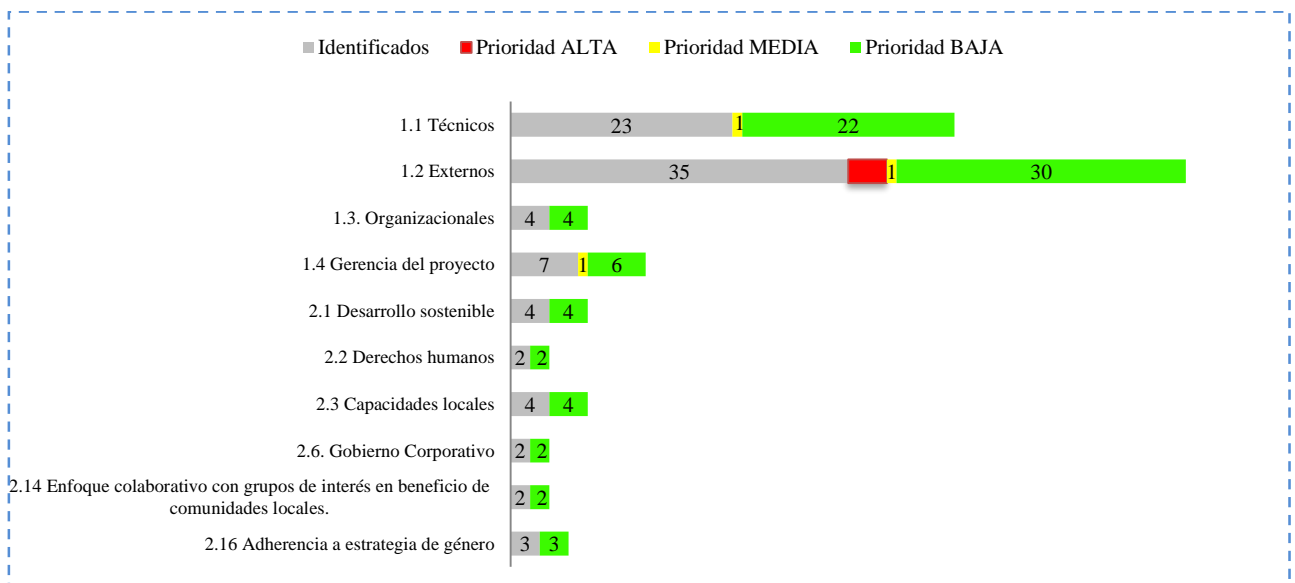 Identificados Prioridad ALTA Prioridad MEDIA Prioridad BAJA
1.1 Técnicos 23 1 22
1.2 Externos 35 1 30
1.3. Organizacionales 4 4
1.4 Gerencia del proyecto 7 1 6
2.1 Desarrollo sostenible 4 4
2.2 Derechos humanos 2 2
2.3 Capacidades locales 4 4
2.6. Gobierno Corporativo 2 2
2.14 Enfoque colaborativo con grupos de interés en beneficio de
comunidades locales. 2 2
2.16 Adherencia a estrategia de género 3 3